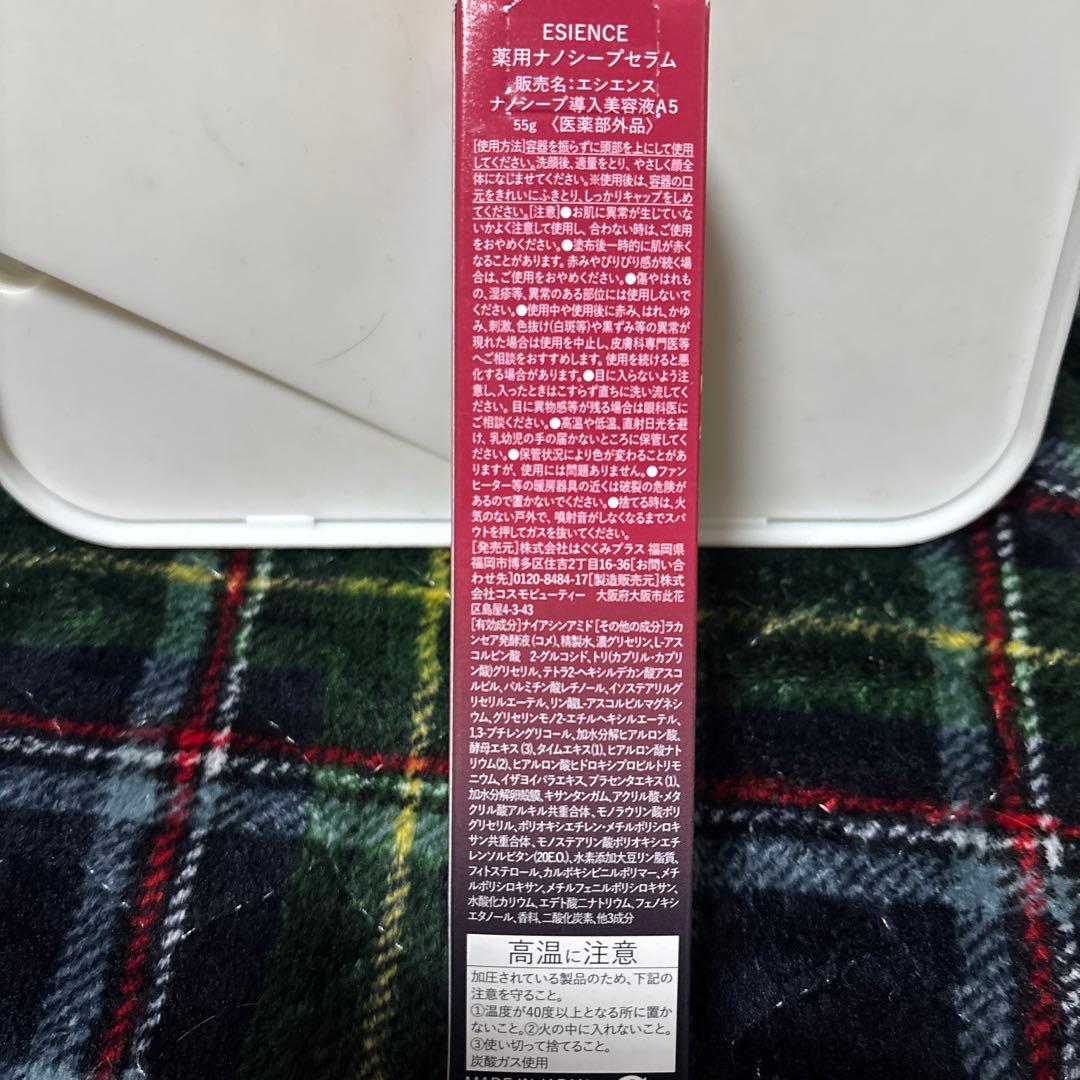 ESIENCE
薬用ナノシープセラム
販売名:エシエンス
ナノシープ導入美容液A5
55g 〈医薬部外品〉
[使用方法]容器を振らずに頭部を上にして使用
してください。洗顔後、適量をとり、やさしく顔全
体になじませてください。※使用後は、容器の口
元をきれいにふきとり、しっかりキャップをしめ
てください。[注意]●お肌に異常が生じていな
いかよく注意して使用し、合わない時は、ご使用
をおやめください。●塗布後一時的に肌が赤く
なることがあります。赤みやぴりぴり感が続く場
合は、ご使用をおやめください。●傷やはれも
の、湿疹等、異常のある部位には使用しないで
ください。●使用中や使用後に赤み、はれ、かゆ
み、刺激、色抜け(白斑等)や黒ずみ等の異常が
現れた場合は使用を中止し、皮膚科専門医等
へご相談をおすすめします。使用を続けると悪
化する場合があります。●目に入らないよう注
意し、入ったときはこすらず直ちに洗い流してく
ださい。目に異物感等が残る場合は眼科医に
ご相談ください。●高温や低温、直射日光を避
け、乳幼児の手の届かないところに保管してく
ださい。●保管状況により色が変わることがあ
りますが、使用には問題ありません。●ファン
ヒーター等の暖房器具の近くは破裂の危険が
あるので置かないでください。●捨てる時は、火
気のない戸外で、噴射音がしなくなるまでスパ
ウトを押してガスを抜いてください。
[発売元]株式会社はぐくみプラス 福岡県
福岡市博多区住吉2丁目16-36[お問い合
わせ先]0120-8484-17[製造販売元]株式
会社コスモビューティー 大阪府大阪市此花
区島屋4-3-43
[有効成分]ナイアシンアミド[その他の成分]ラカ
ンセア発酵液(コメ)、精製水、濃グリセリン、L-アス
コルビン酸 2-グルコシド、トリ(カプリル・カプリ
ン酸)グリセリル、テトラ2-ヘキシルデカン酸アスコ
ルビル、パルミチン酸レチノール、イソステアリルグ
リセリルエーテル、リン酸L-アスコルビルマグネシ
ウム、グリセリンモノ2-エチルヘキシルエーテル、
1,3-ブチレングリコール、加水分解ヒアルロン酸、
酵母エキス(3)、タイムエキス(1)、ヒアルロン酸ナト
リウム(2)、ヒアルロン酸ヒドロキシプロピルトリモ
ニウム、イザヨイバラエキス、プラセンタエキス(1)、
加水分解卵殻膜、キサンタンガム、アクリル酸・メタ
クリル酸アルキル共重合体、モノラウリン酸ポリ
グリセリル、ポリオキシエチレン・メチルポリシロキ
サン共重合体、モノステアリン酸ポリオキシエチ
レンソルビタン(20E.O.)、水素添加大豆リン脂質、
フィトステロール、カルボキシビニルポリマー、メチ
ルポリシロキサン、メチルフェニルポリシロキサン、
水酸化カリウム、エデト酸二ナトリウム、フェノキシ
エタノール、香料、二酸化炭素、他3成分
高温に注意
加圧されている製品のため、下記の
注意を守ること。
①温度が40度以上となる所に置か
ないこと。②火の中に入れないこと。
③使い切って捨てること。
炭酸ガス使用
MADE IN JAPAN